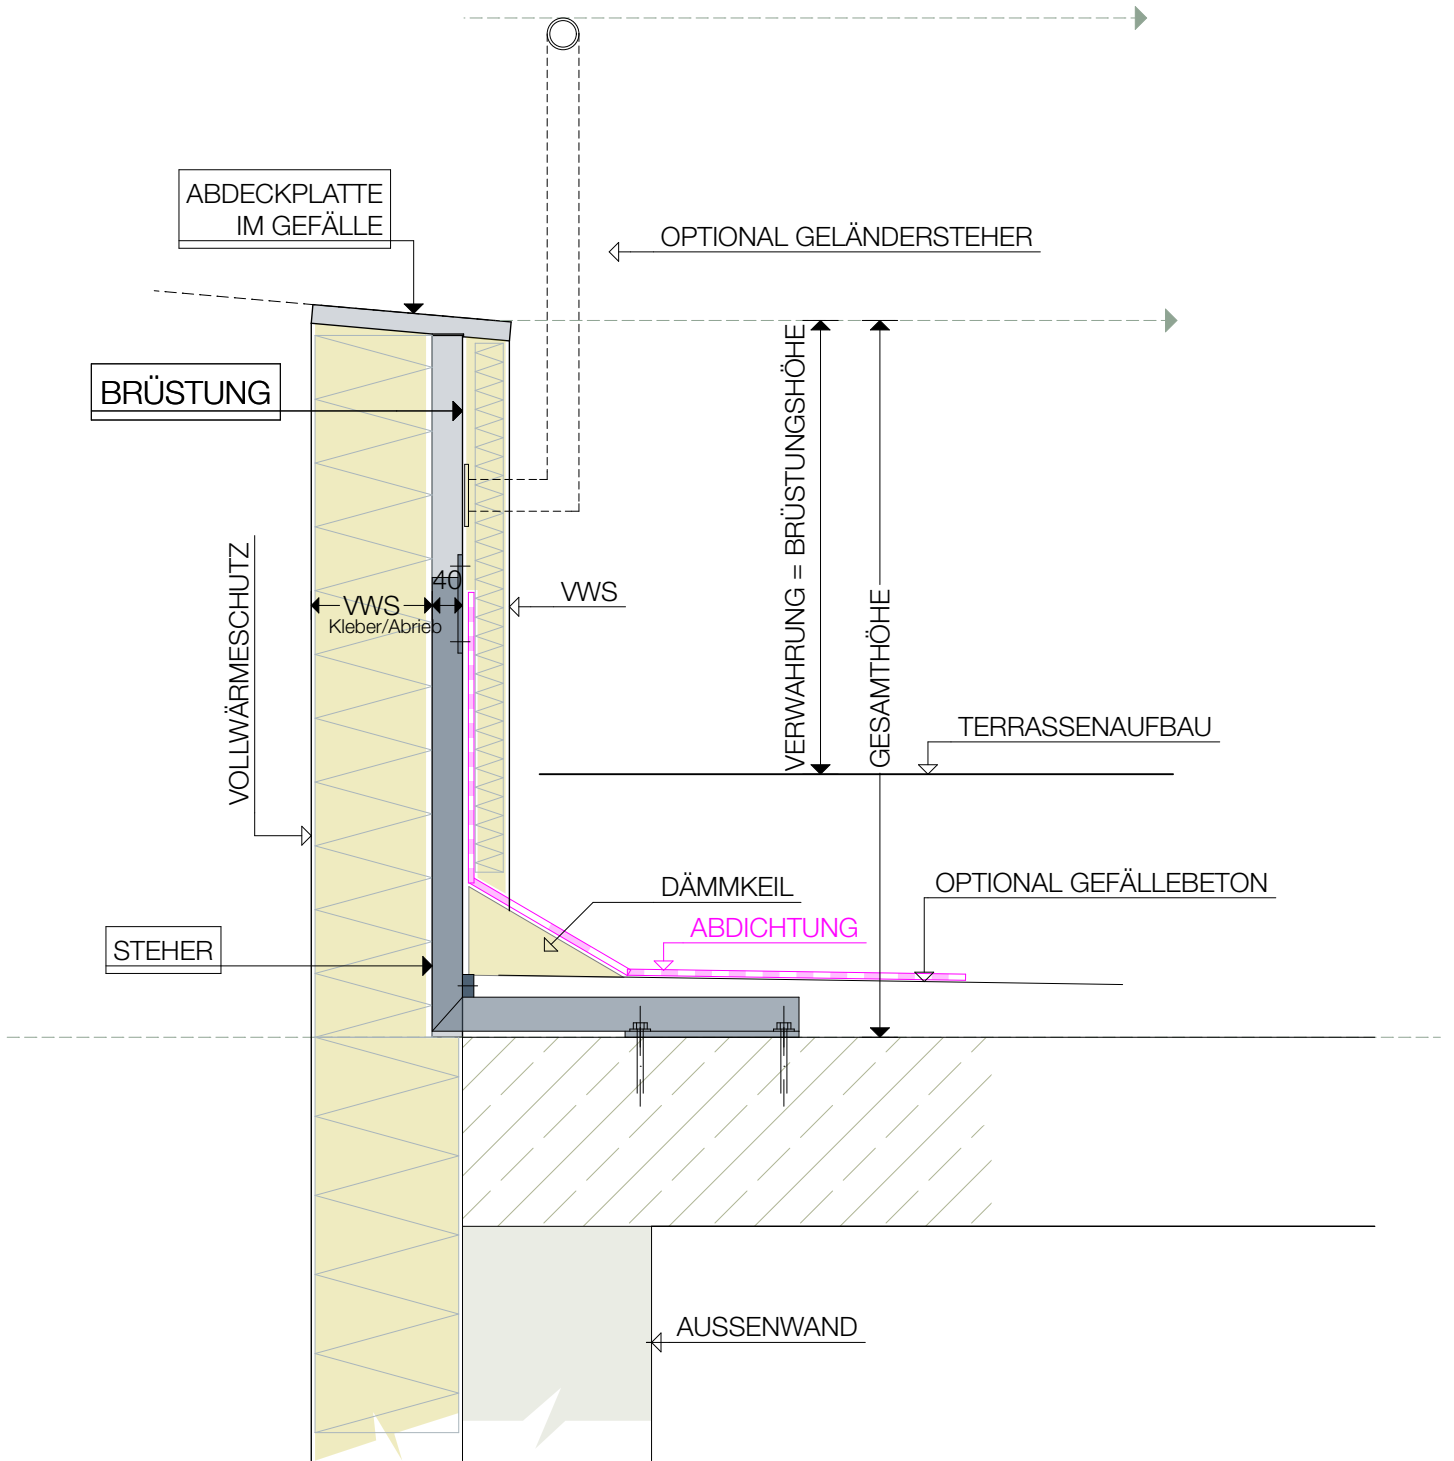 ABDECKPLATTE
IM GEFÄLLE
OPTIONAL GELÄNDERSTEHER
BRÜSTUNG
VERWAHRUNG = BRÜSTUNGSHÖHE
GESAMTHÖHE
VOLLWÄRMESCHUTZ
40
VWS
Kleber/Abrieb
VWS
TERRASSENAUFBAU
DÄMMKEIL
OPTIONAL GEFÄLLEBETON
ABDICHTUNG
STEHER
AUSSENWAND